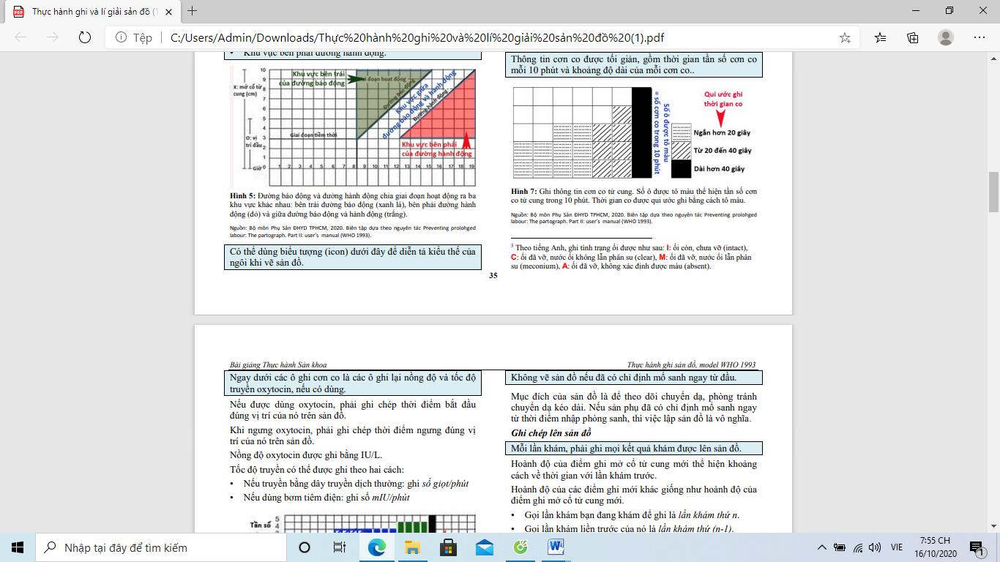 Thực hành ghi và lí giải sản đồ (1
Tệp
C:/Users/Admin/Downloads/Thực%20hành%20ghi%20và%20lí%20giải%20sản%20đồ%20(1).pdf
• Khu vực bên phải đường hành động.
X: mở cổ tử
cung (cm)
O: vị
trí đầu
Giờ
10
9
8
7
6
5
4
3
2
1
0
1 2 3 4 5 6 7 8 9 10 11 12 13 14 15 16 17 18 19
Khu vực bên trái
của đường báo động
đoạn hoạt động
Giai đoạn tiềm thời
Đường báo động
Khu vực giữa
đường báo động và hành động
Đường hành động
Khu vực bên phải
của đường hành động
Hình 5: Đường báo động và đường hành động chia giai đoạn hoạt động ra ba
khu vực khác nhau: bên trái đường báo động (xanh lá), bên phải đường hành
động (đỏ) và giữa đường báo động và hành động (trắng).
Nguồn: Bộ môn Phụ Sản ĐHYD TPHCM, 2020. Biên tập dựa theo nguyên tác Preventing prolohged
labour: The partograph. Part II: user's manual (WHO 1993).
Có thể dùng biểu tượng (icon) dưới đây để diễn tả kiểu thế của
ngôi khi vẽ sản đồ.
Thông tin cơn co được tối giản, gồm thời gian tần số cơn co
mỗi 10 phút và khoảng độ dài của mỗi cơn co..
Số ô được tô màu
= số cơn co trong 10 phút
Qui ước ghi
thời gian co
Ngắn hơn 20 giây
Từ 20 đến 40 giây
Dài hơn 40 giây
Hình 7: Ghi thông tin cơn co tử cung. Số ô được tô màu thể hiện tần số cơn
co tử cung trong 10 phút. Thời gian co được qui ước ghi bằng cách tô màu.
Nguồn: Bộ môn Phụ Sản ĐHYD TPHCM, 2020. Biên tập dựa theo nguyên tác Preventing prolohged
labour: The partograph. Part II: user's manual (WHO 1993).
5 Theo tiếng Anh, ghi tình trạng ối được như sau: I: ối còn, chưa vỡ (intact),
C: ối đã vỡ, nước ối không lẫn phân su (clear), M: ối đã vỡ, nước ối lẫn phân
su (meconium), A: ối đã vỡ, không xác định được màu (absent).
35
Bài giảng Thực hành Sản khoa
Thực hành ghi sản đồ, model WHO 1993
Ngay dưới các ô ghi cơn co là các ô ghi lại nồng độ và tốc độ
truyền oxytocin, nếu có dùng.
Nếu được dùng oxytocin, phải ghi chép thời điểm bắt đầu
đúng vị trí của nó trên sản đồ.
Khi ngưng oxytocin, phải ghi chép thời điểm ngưng đúng vị
trí của nó trên sản đồ.
Nồng độ oxytocin được ghi bằng IU/L.
Tốc độ truyền có thể được ghi theo hai cách:
• Nếu truyền bằng dây truyền dịch thường: ghi số giọt/phút
• Nếu dùng bơm tiêm điện: ghi số mIU/phút
Tần số
5
4
3
Không vẽ sản đồ nếu đã có chỉ định mổ sanh ngay từ đầu.
Mục đích của sản đồ là để theo dõi chuyển dạ, phòng tránh
chuyển dạ kéo dài. Nếu sản phụ đã có chỉ định mổ sanh ngay
từ thời điểm nhập phòng sanh, thì việc lập sản đồ là vô nghĩa.
Ghi chép lên sản đồ
Mỗi lần khám, phải ghi mọi kết quả khám được lên sản đồ.
Hoành độ của điểm ghi mở cổ tử cung mới thể hiện khoảng
cách về thời gian với lần khám trước.
Hoành độ của các điểm ghi mới khác giống như hoành độ của
điểm ghi mở cổ tử cung mới.
• Gọi lần khám bạn đang khám để ghi là lần khám thứ n.
• Gọi lần khám liền trước của nó là lần khám thứ (n-1).
Nhập tại đây để tìm kiếm
VIE
7:55 CH
16/10/2020
1